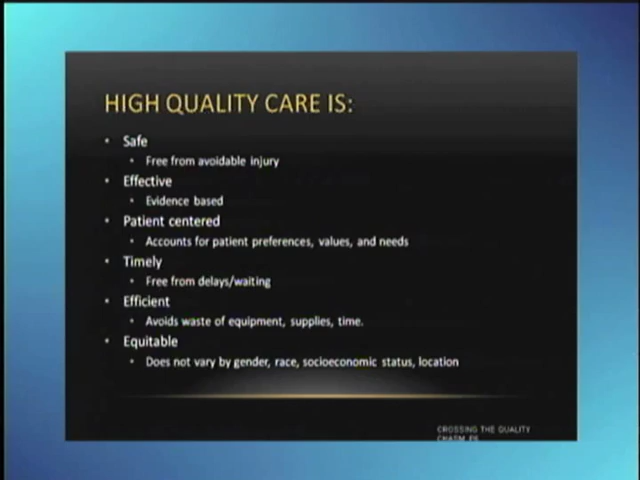 HIGH QUALITY CARE IS:
• Safe
• Free from avoidable injury
• Effective
• Evidence based
• Patient centered
• Accounts for patient preferences, values, and needs
• Timely
• Free from delays/waiting
• Efficient
• Avoids waste of equipment, supplies, time.
• Equitable
• Does not vary by gender, race, socioeconomic status, location
CROSSING THE QUALITY